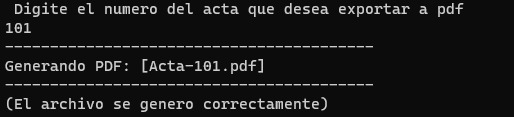 Digite el numero del acta que desea exportar a pdf
101
-----------------------------------------
Generando PDF: [Acta-101.pdf]
-----------------------------------------
(El archivo se genero correctamente)